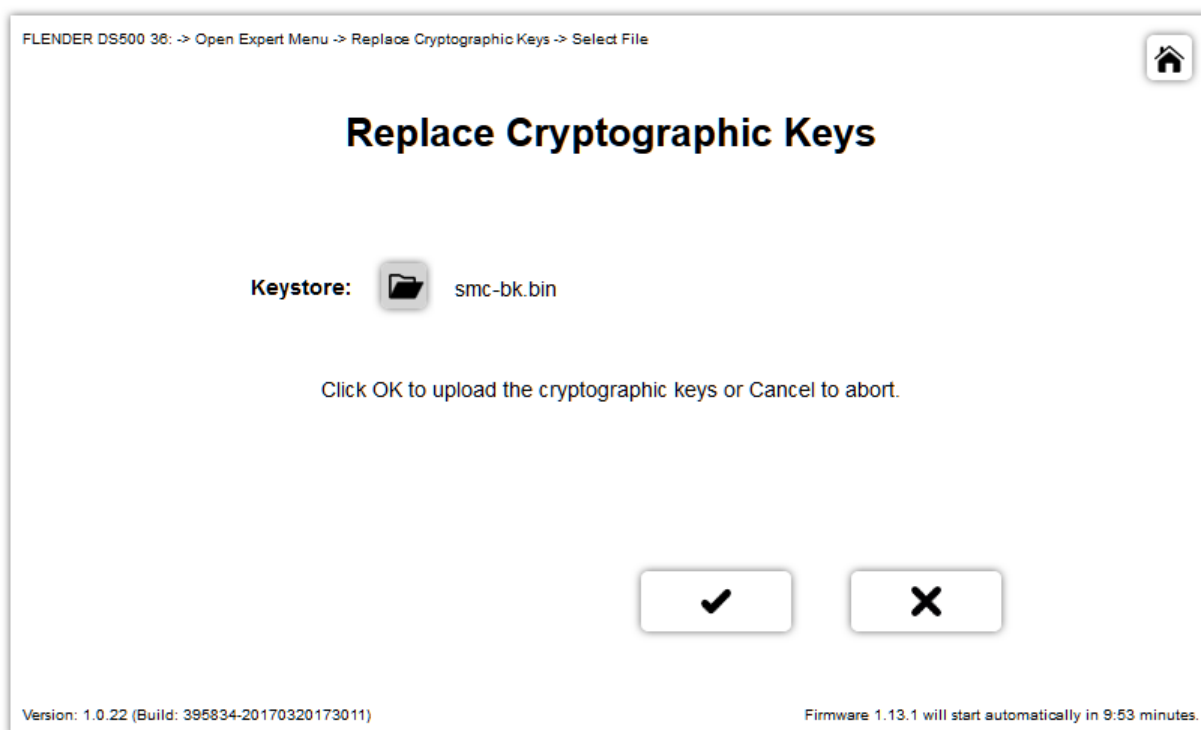 FLENDER DS500 36: -> Open Expert Menu -> Replace Cryptographic Keys -> Select File
Replace Cryptographic Keys
Keystore: smc-bk.bin
Click OK to upload the cryptographic keys or Cancel to abort.
Version: 1.0.22 (Build: 395834-20170320173011) Firmware 1.13.1 will start automatically in 9:53 minutes.